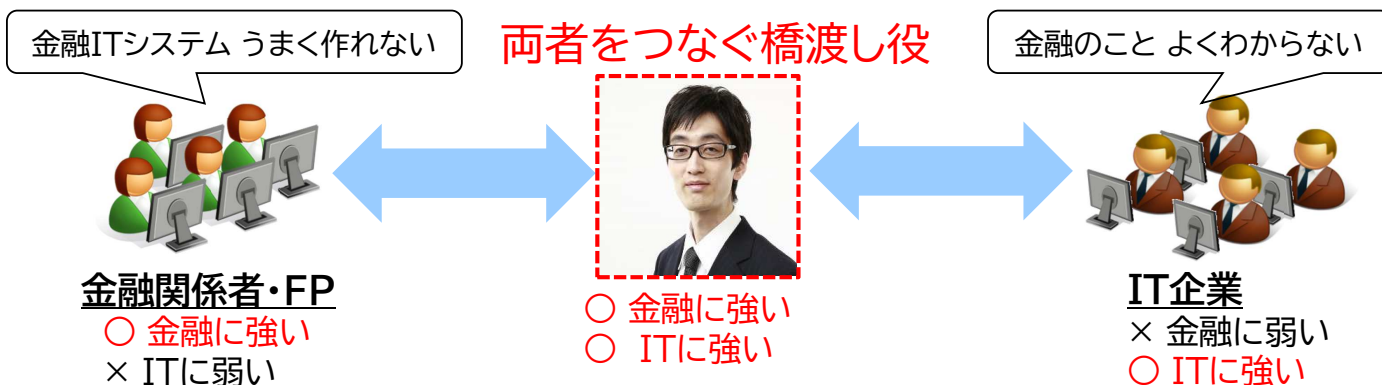 金融ITシステム うまく作れない
両者をつなぐ橋渡し役
金融のこと よくわからない
金融関係者・FP
○ 金融に強い
× ITに弱い
○ 金融に強い
○ ITに強い
IT企業
× 金融に弱い
○ ITに強い